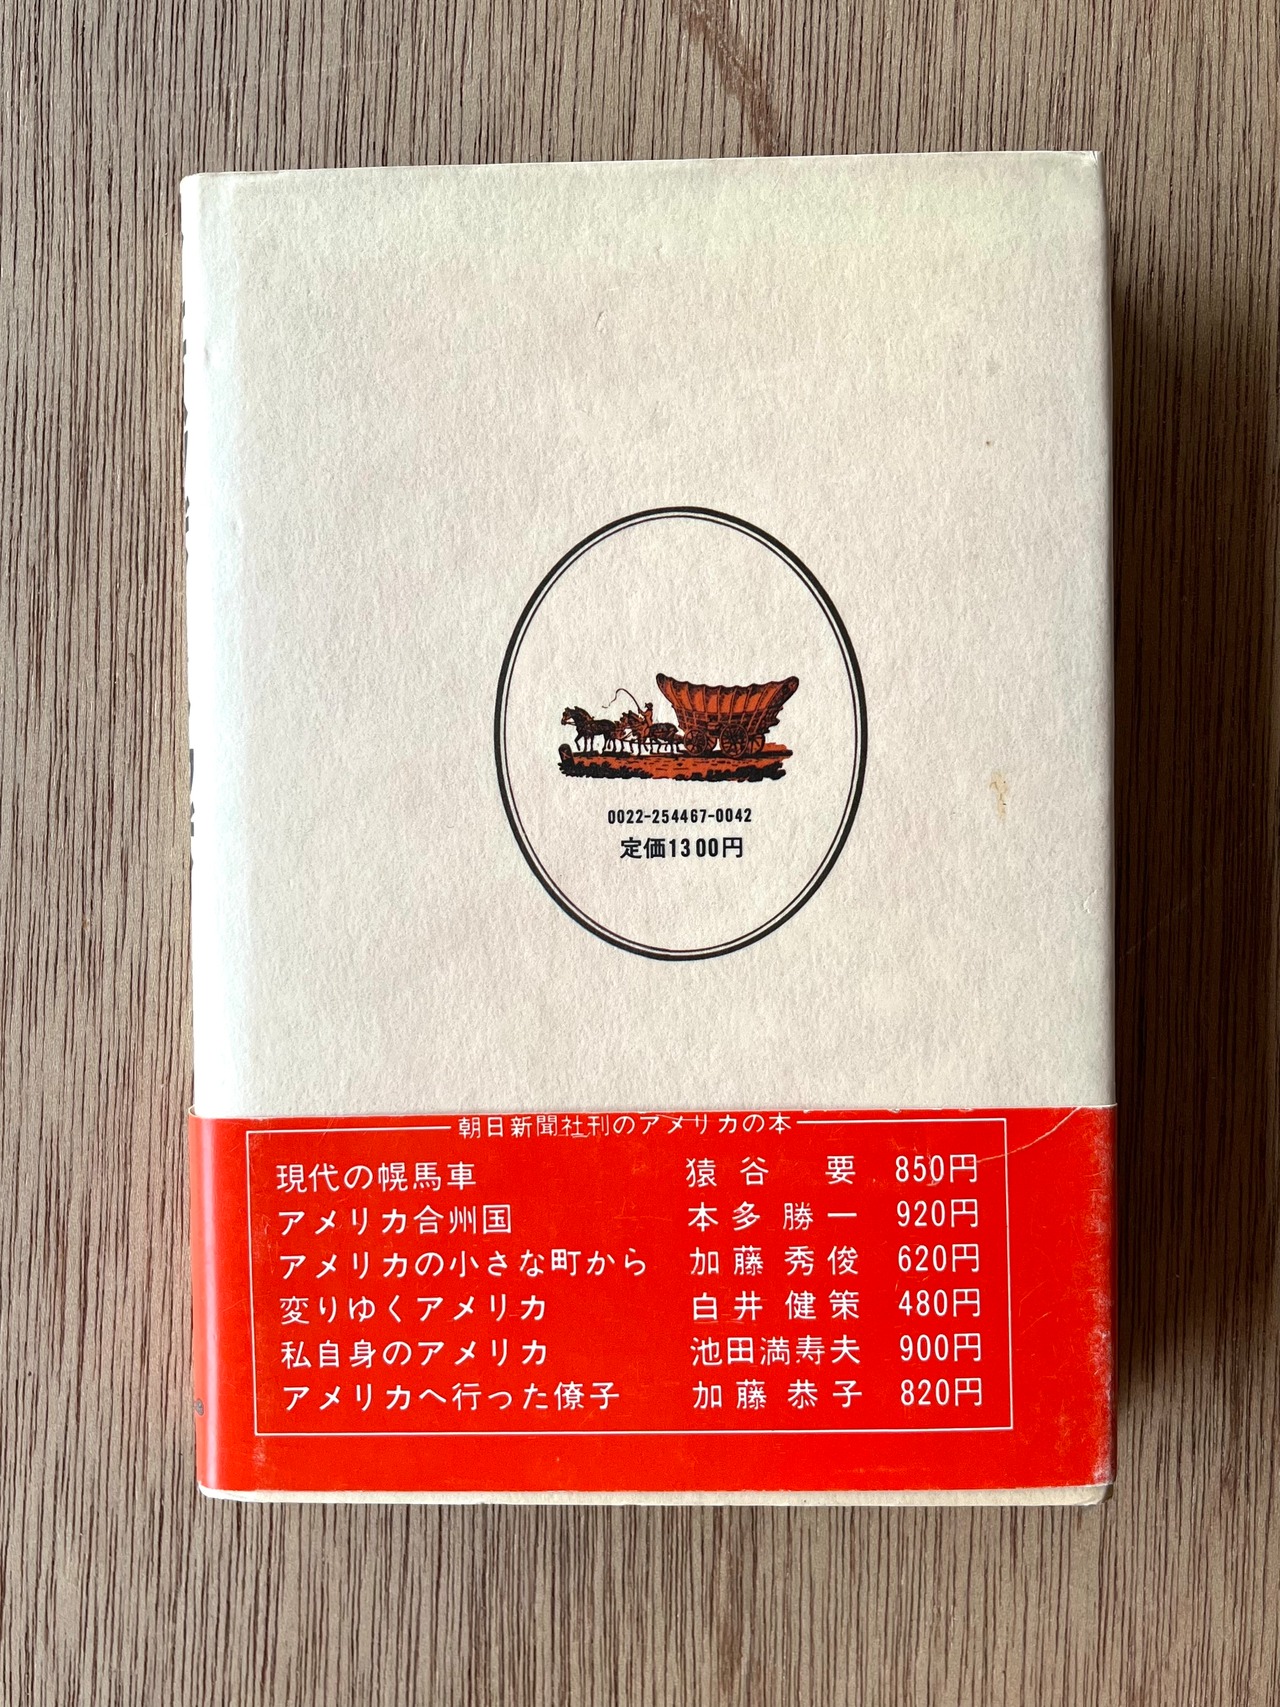 0022-254467-0042
定価1300円
朝日新聞社刊のアメリカの本
現代の幌馬車 猿谷 要 850円
アメリカ合州国 本多勝一 920円
アメリカの小さな町から 加藤秀俊 620円
変りゆくアメリカ 白井健策 480円
私自身のアメリカ 池田満寿夫 900円
アメリカへ行った僚子 加藤恭子 820円